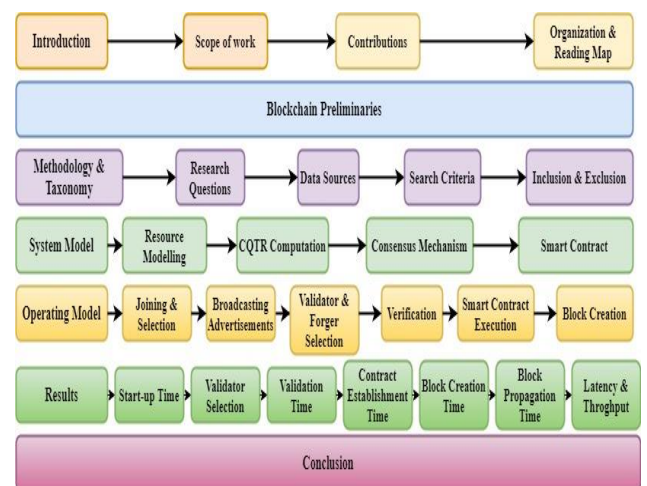 Introduction
Scope of work
Contributions
Organization &
Reading Map
Blockchain Preliminaries
Methodology &
Taxonomy
Research
Questions
Data Sources
Search Criteria
Inclusion & Exclusion
System Model
Resource
Modelling
CQTR Computation
Consensus Mechanism
Smart Contract
Operating Model
Joining &
Selection
Broadcasting
Advertisements
Validator &
Forger
Selection
Verification
Smart Contract
Execution
Block Creation
Results
Start-up Time
Validator
Selection
Validation
Time
Contract
Establishment
Time
Block Creation
Time
Block
Propagation
Time
Latency &
Throghput
Conclusion